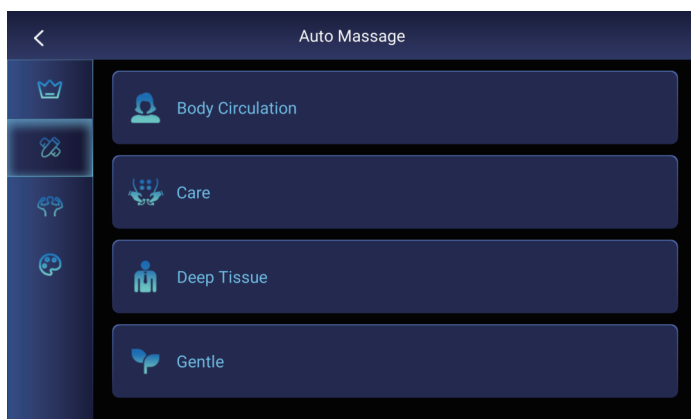 Auto Massage
Body Circulation
Care
Deep Tissue
Gentle